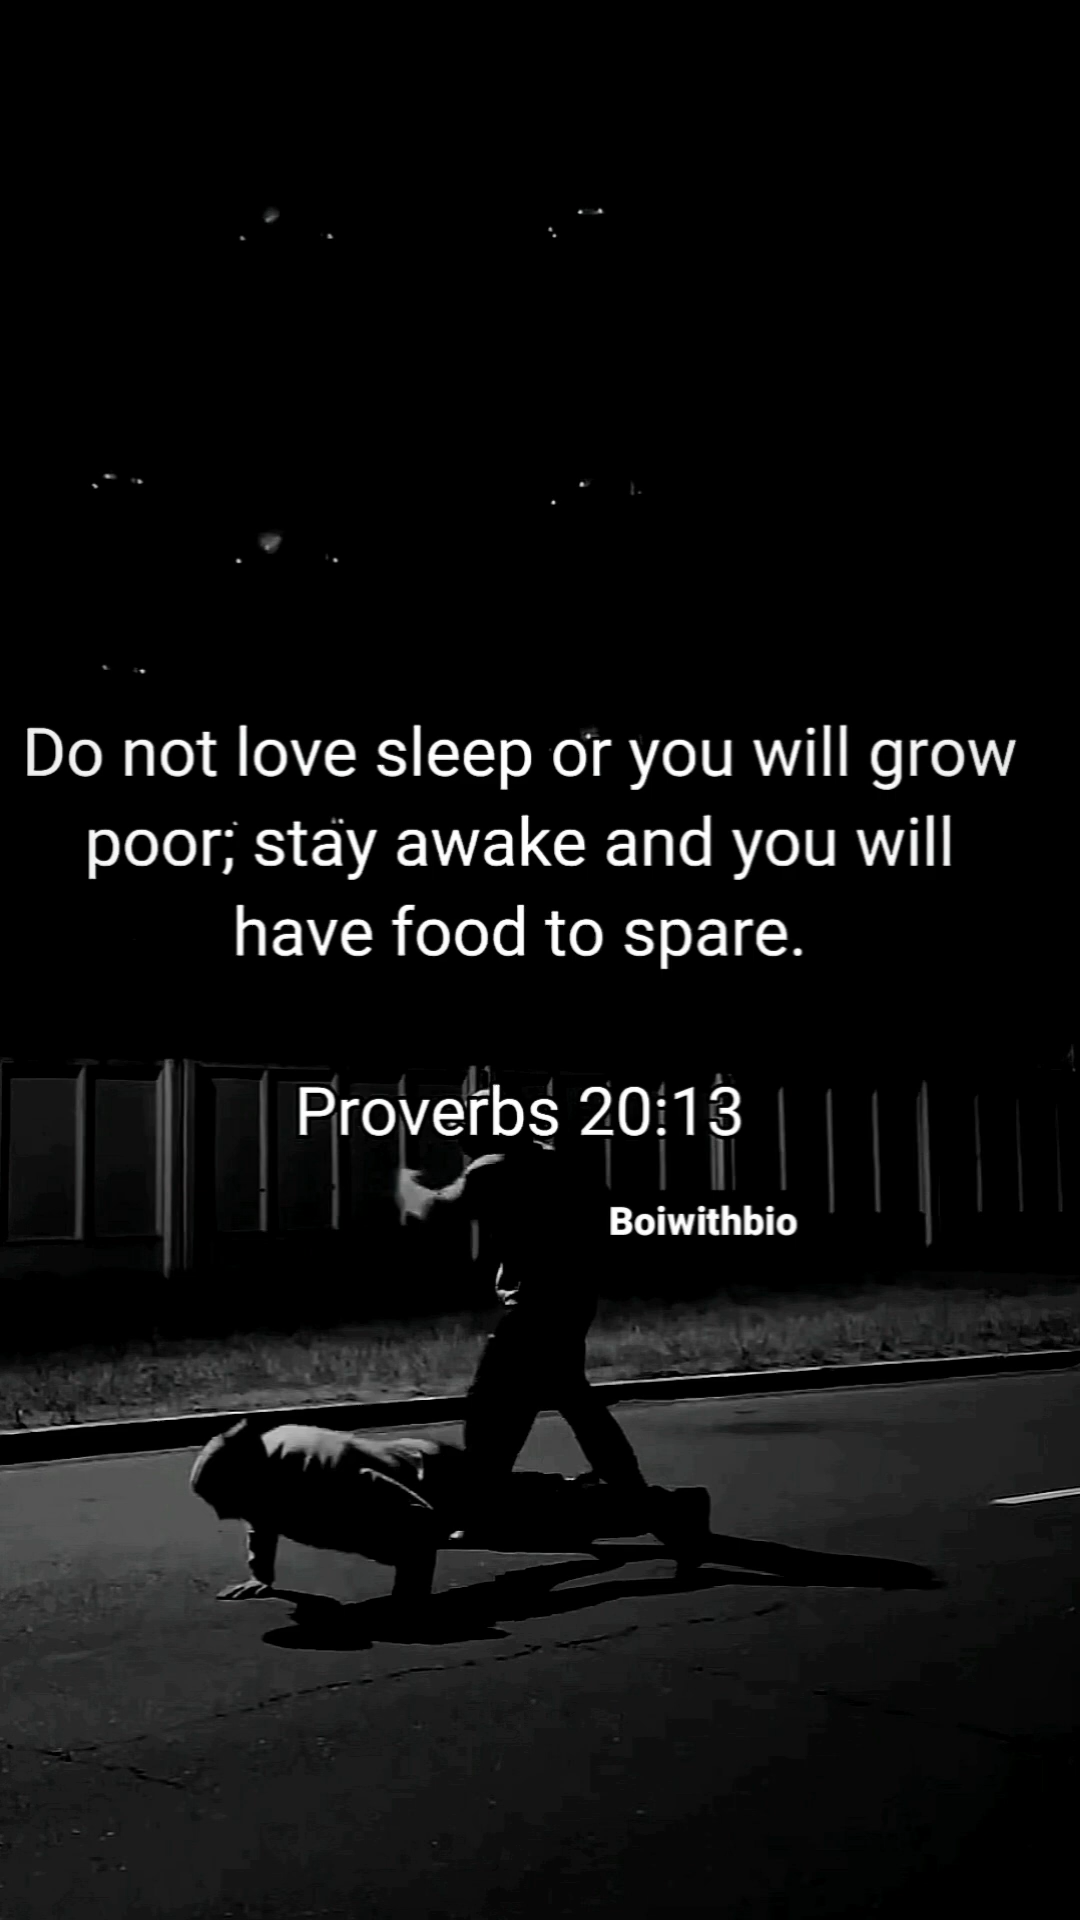 Do not love sleep or you will grow
poor; stay awake and you will
have food to spare.
Proverbs 20:13
Boiwithbio